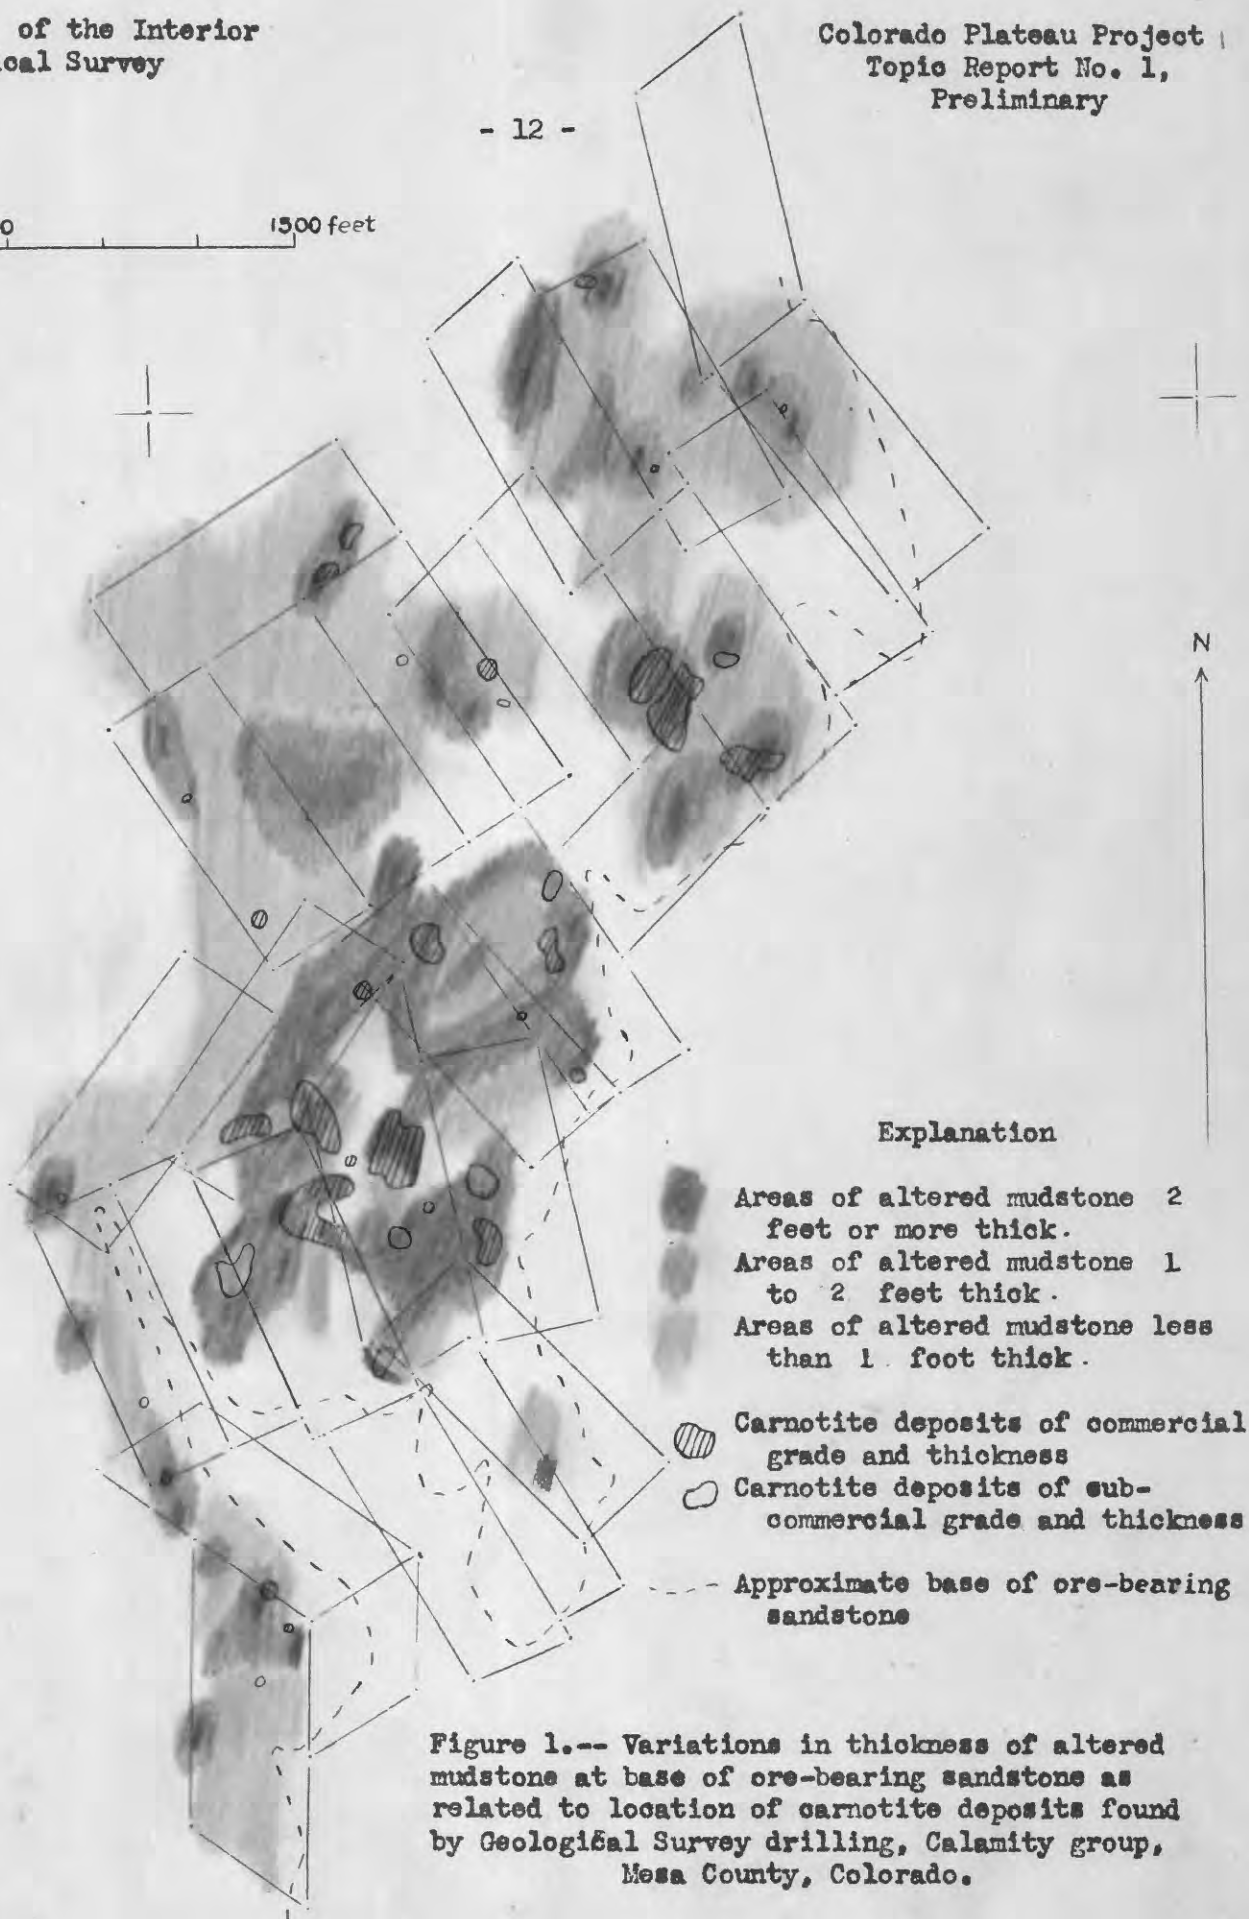 of the Interior
ical Survey
Colorado Plateau Project
Topic Report No. 1,
Preliminary
- 12 -
0 1500 feet
N
Explanation
Areas of altered mudstone 2
feet or more thick.
Areas of altered mudstone 1
to 2 feet thick.
Areas of altered mudstone less
than 1 foot thick.
Carnotite deposits of commercial
grade and thickness
Carnotite deposits of sub-
commercial grade and thickness
Approximate base of ore-bearing
sandstone
Figure 1.-- Variations in thickness of altered
mudstone at base of ore-bearing sandstone as
related to location of carnotite deposits found
by Geological Survey drilling, Calamity group,
Mesa County, Colorado.